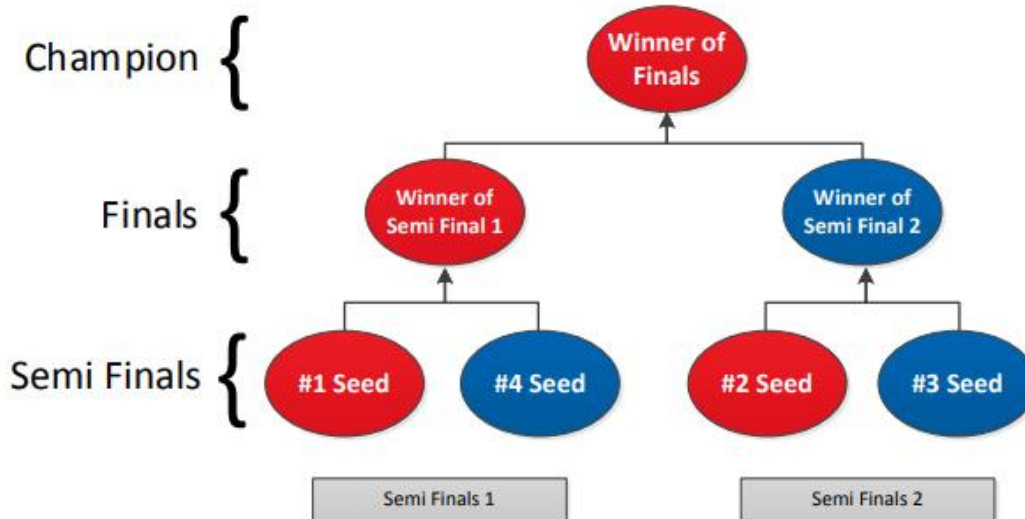 Champion {
Winner of
Finals
Finals {
Winner of
Semi Final 1
Winner of
Semi Final 2
Semi Finals {
#1 Seed
#4 Seed
#2 Seed
#3 Seed
Semi Finals 1
Semi Finals 2